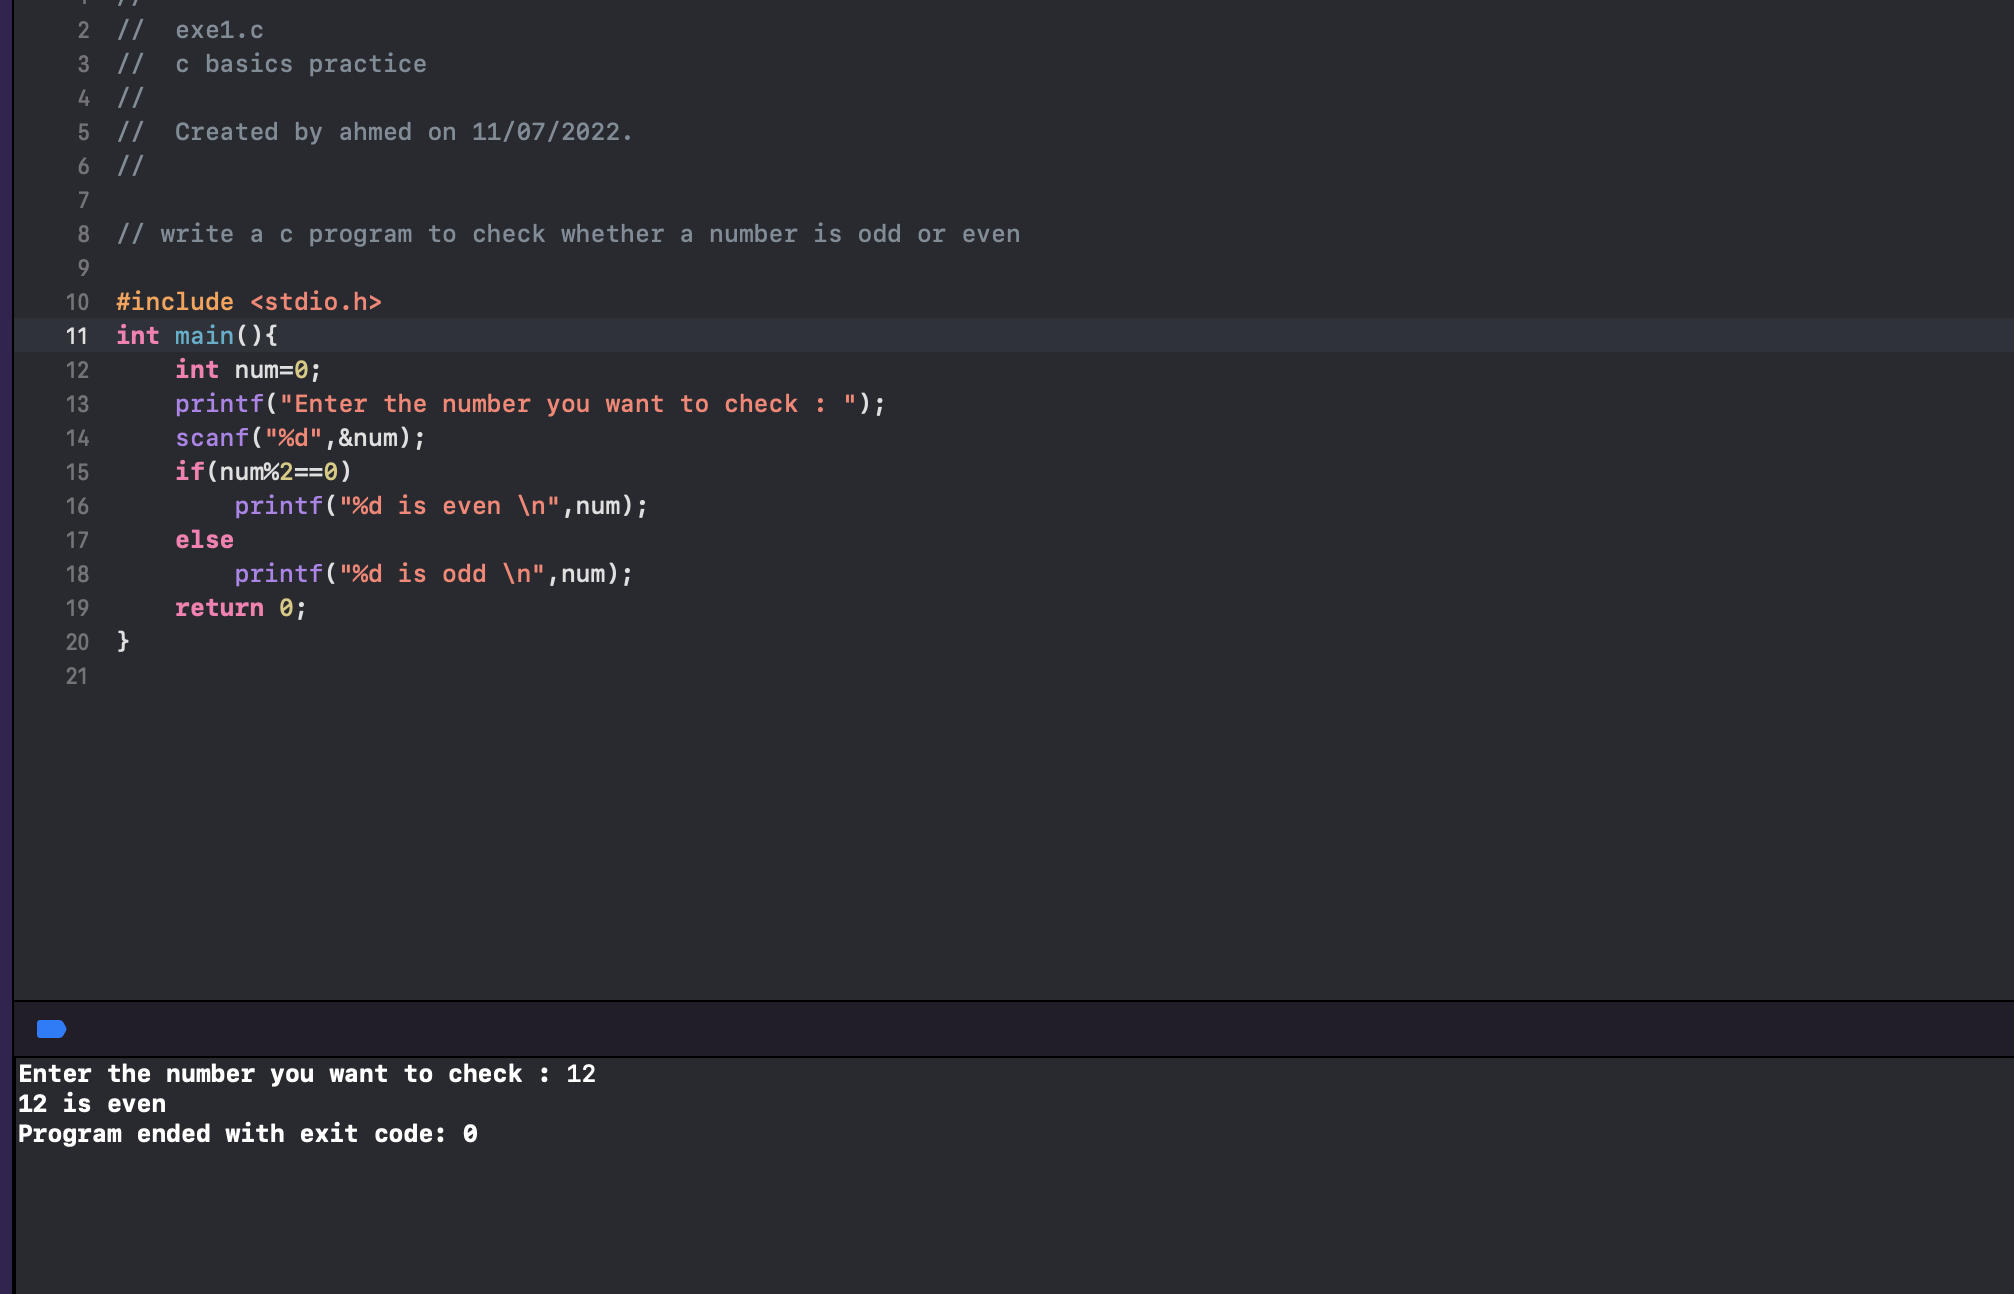 1 //
2 //  exe1.c
3 //  c basics practice
4 //
5 //  Created by ahmed on 11/07/2022.
6 //
7
8 // write a c program to check whether a number is odd or even
9
10 #include <stdio.h>
11 int main(){
12     int num=0;
13     printf("Enter the number you want to check : ");
14     scanf("%d",&num);
15     if(num%2==0)
16         printf("%d is even \n",num);
17     else
18         printf("%d is odd \n",num);
19     return 0;
20 }
21
Enter the number you want to check : 12
12 is even
Program ended with exit code: 0